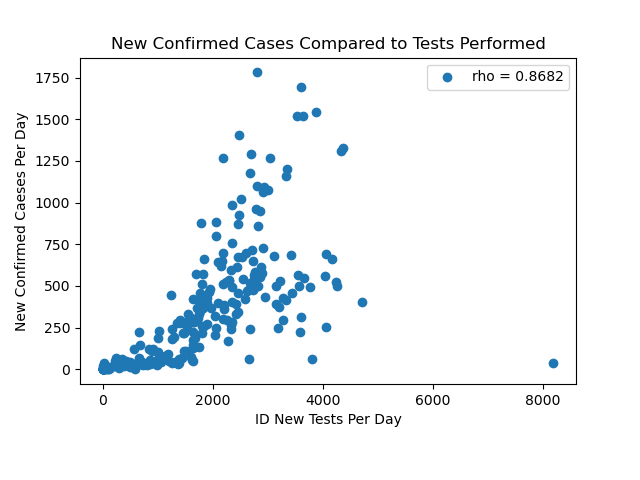 New Confirmed Cases Compared to Tests Performed
rho = 0.8682
New Confirmed Caeses Per Day
1750
1500
1250
1000
750
500
250
0
0 2000 4000 6000 8000
ID New Tests Per Day